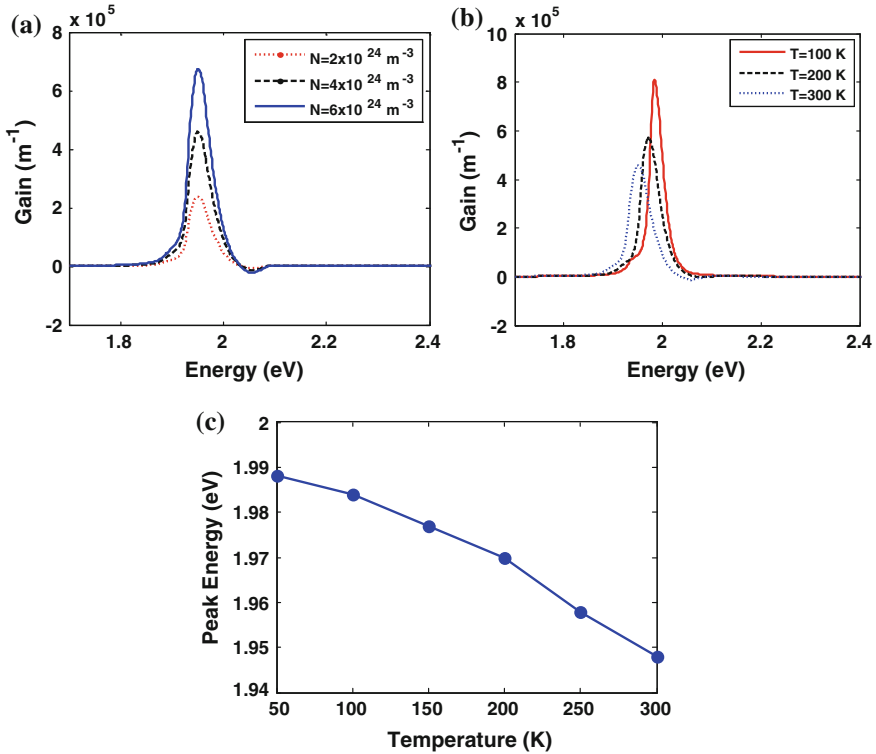 (a)
x 10 5
8
6
4
2
0
-2
Gain (m-1)
1.8
2
2.2
2.4
Energy (eV)
N=2x10 24 m -3
N=4x10 24 m -3
N=6x10 24 m -3
(b)
x 10 5
10
8
6
4
2
0
-2
Gain (m-1)
1.8
2
2.2
2.4
Energy (eV)
T=100 K
T=200 K
T=300 K
(c)
2
1.99
1.98
1.97
1.96
1.95
1.94
Peak Energy (eV)
50
100
150
200
250
300
Temperature (K)